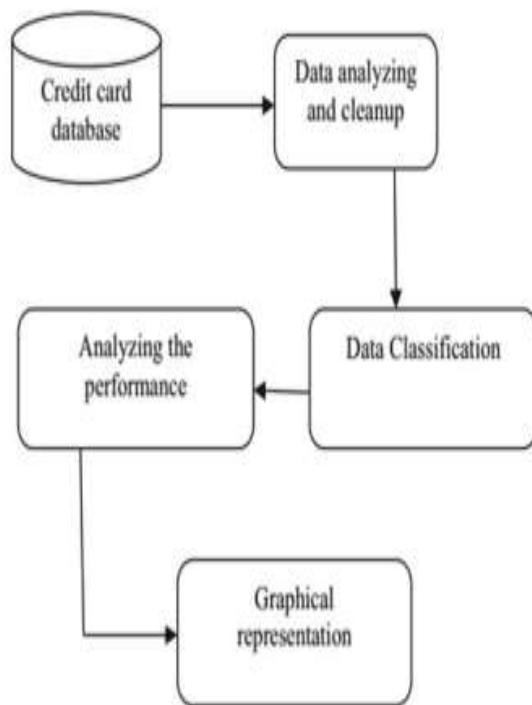 Credit card
database
Data analyzing
and cleanup
Data Classification
Analyzing the
performance
Graphical
representation